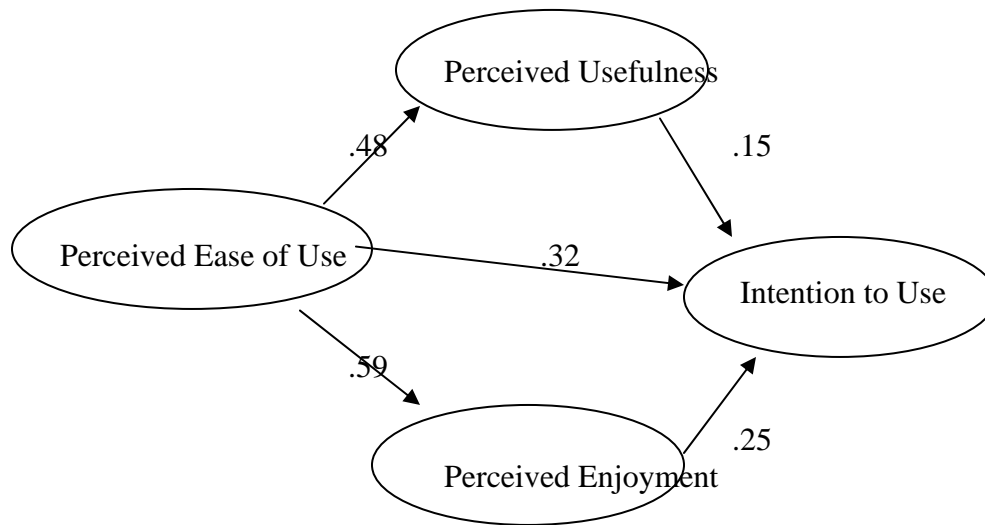 Perceived Usefulness
.48
.15
Perceived Ease of Use
.32
Intention to Use
.59
.25
Perceived Enjoyment